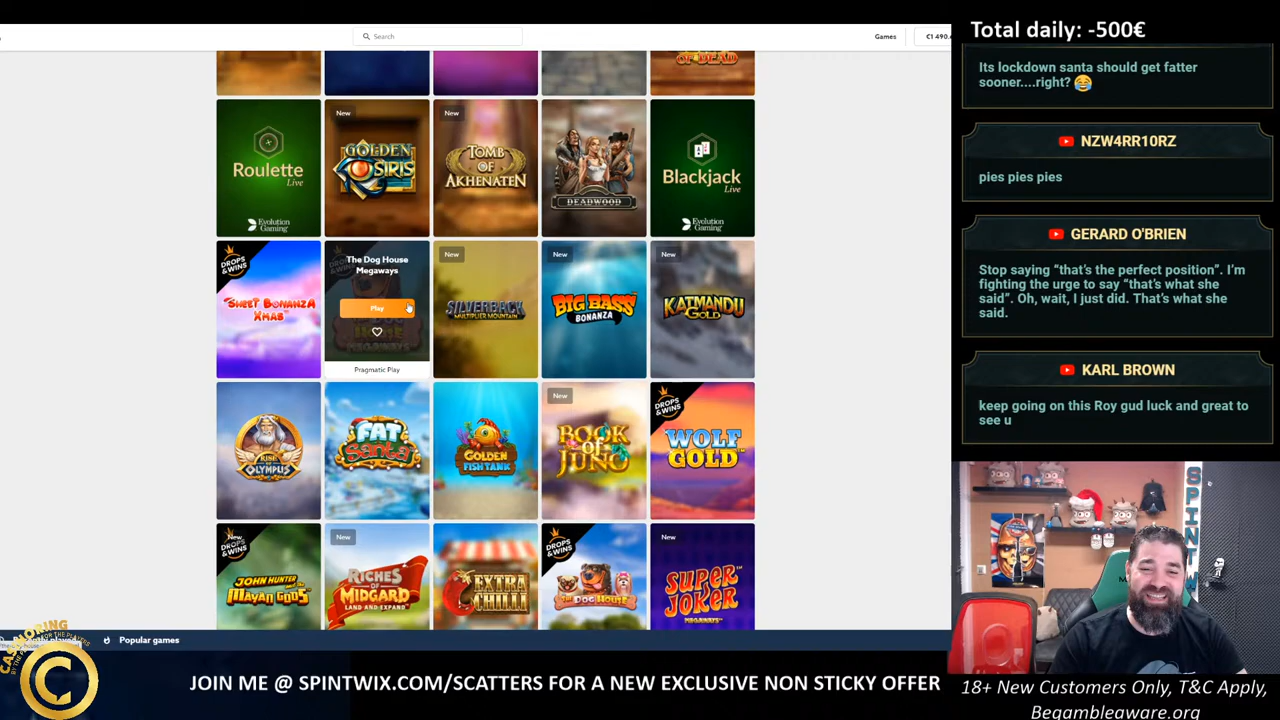 Search
Games
€1 490.
Total daily: -500€
Its lockdown santa should get fatter
sooner....right? 😂
NZW4RR10RZ
pies pies pies
GERARD O'BRIEN
Stop saying “that’s the perfect position”. I’m
fighting the urge to say “that’s what she
said”. Oh, wait, I just did. That’s what she
said.
KARL BROWN
keep going on this Roy gud luck and great to
see u
OF DEAD
Roulette
Live
Evolution
Gaming
New
GOLDEN
OSIRIS
New
TOMB
OF
AKHENATEN
DEADWOOD
Blackjack
Live
Evolution
Gaming
DROPS
&WINS
SWEET BONANZA
XMAS
The Dog House
Megaways
Play
Pragmatic Play
New
SILVERBACK
MULTIPLIER MOUNTAIN
New
BIG BASS
BONANZA
New
KATMANDU
GOLD
RISE
OF
OLYMPUS
FAT
Santa
GOLDEN
FISH TANK
New
BOOK
of
JUNO
DROPS
&WINS
WOLF
GOLD
New
DROPS
&WINS
JOHN HUNTER
AND THE
MAYAN GODS
New
RICHES
OF
MIDGARD
LAND AND EXPAND
EXTRA
CHILLI
DROPS
&WINS
THE DOG HOUSE
New
SUPER
JOKER
MEGAWAYS
Popular games
JOIN ME @ SPINTWIX.COM/SCATTERS FOR A NEW EXCLUSIVE NON STICKY OFFER
18+ New Customers Only, T&C Apply,
Begambleaware.org